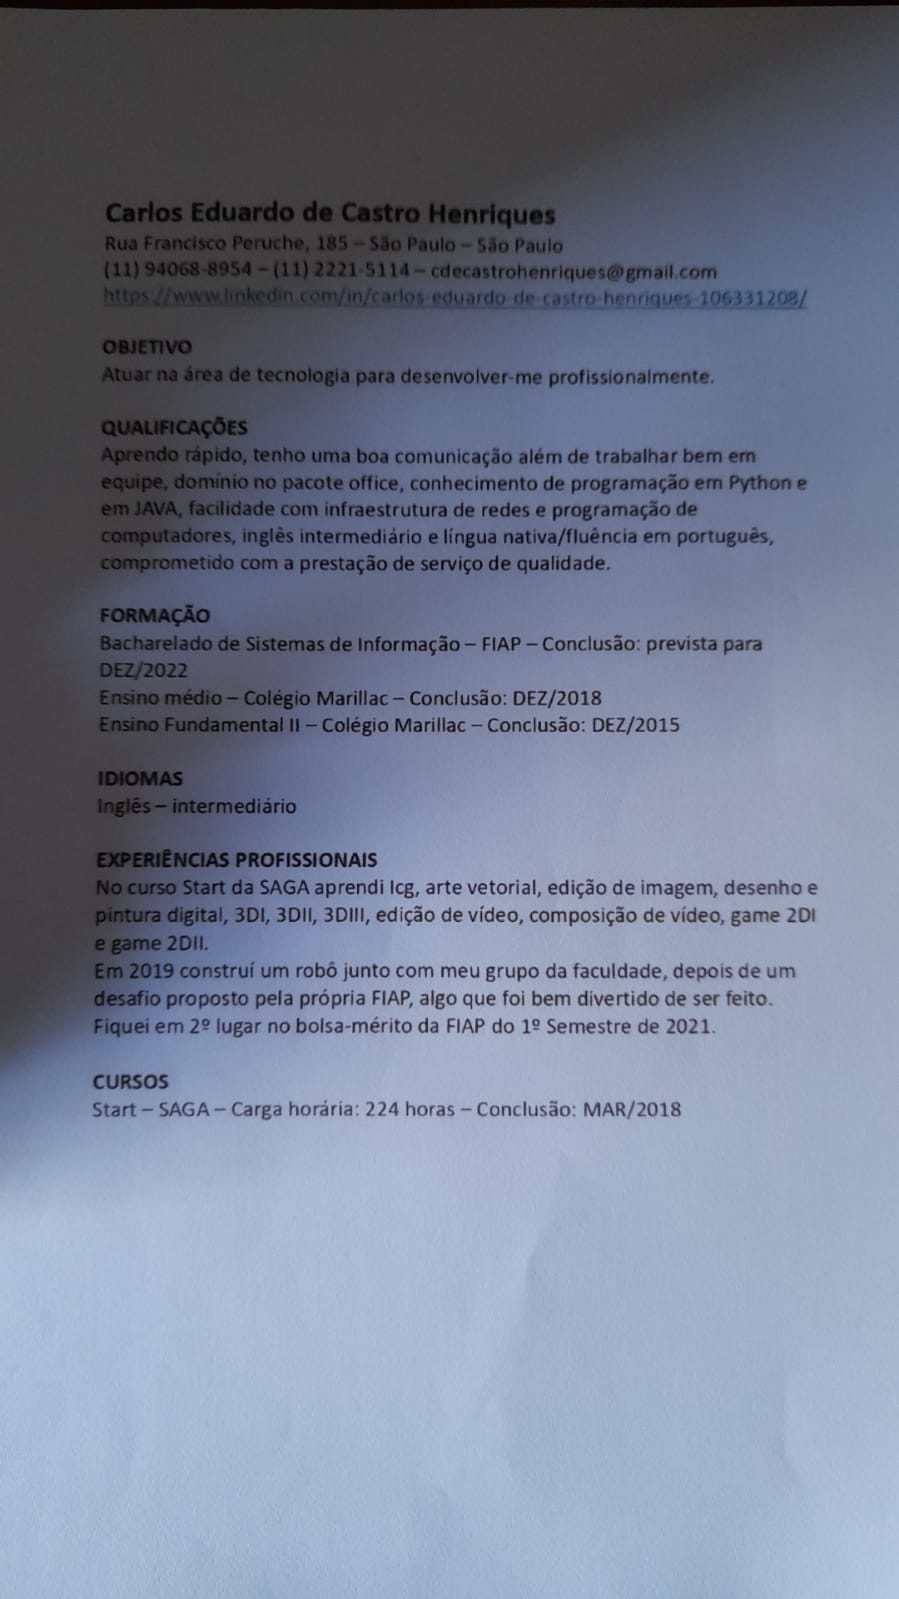 Carlos Eduardo de Castro Henriques
Rua Francisco Peruche, 185 – São Paulo – São Paulo
(11) 94068-8954 – (11) 2221-5114 – cdecastrohenriques@gmail.com
https://www.linkedin.com/in/carlos-eduardo-de-castro-henriques-106331208/
OBJETIVO
Atuar na área de tecnologia para desenvolver-me profissionalmente.
QUALIFICAÇÕES
Aprendo rápido, tenho uma boa comunicação além de trabalhar bem em
equipe, domínio no pacote office, conhecimento de programação em Python e
em JAVA, facilidade com infraestrutura de redes e programação de
computadores, inglês intermediário e língua nativa/fluência em português,
comprometido com a prestação de serviço de qualidade.
FORMAÇÃO
Bacharelado de Sistemas de Informação – FIAP – Conclusão: prevista para
DEZ/2022
Ensino médio – Colégio Marillac – Conclusão: DEZ/2018
Ensino Fundamental II – Colégio Marillac – Conclusão: DEZ/2015
IDIOMAS
Inglês – intermediário
EXPERIÊNCIAS PROFISSIONAIS
No curso Start da SAGA aprendi Icg, arte vetorial, edição de imagem, desenho e
pintura digital, 3DI, 3DII, 3DIII, edição de vídeo, composição de vídeo, game 2DI
e game 2DII.
Em 2019 construí um robô junto com meu grupo da faculdade, depois de um
desafio proposto pela própria FIAP, algo que foi bem divertido de ser feito.
Fiquei em 2º lugar no bolsa-mérito da FIAP do 1º Semestre de 2021.
CURSOS
Start – SAGA – Carga horária: 224 horas – Conclusão: MAR/2018